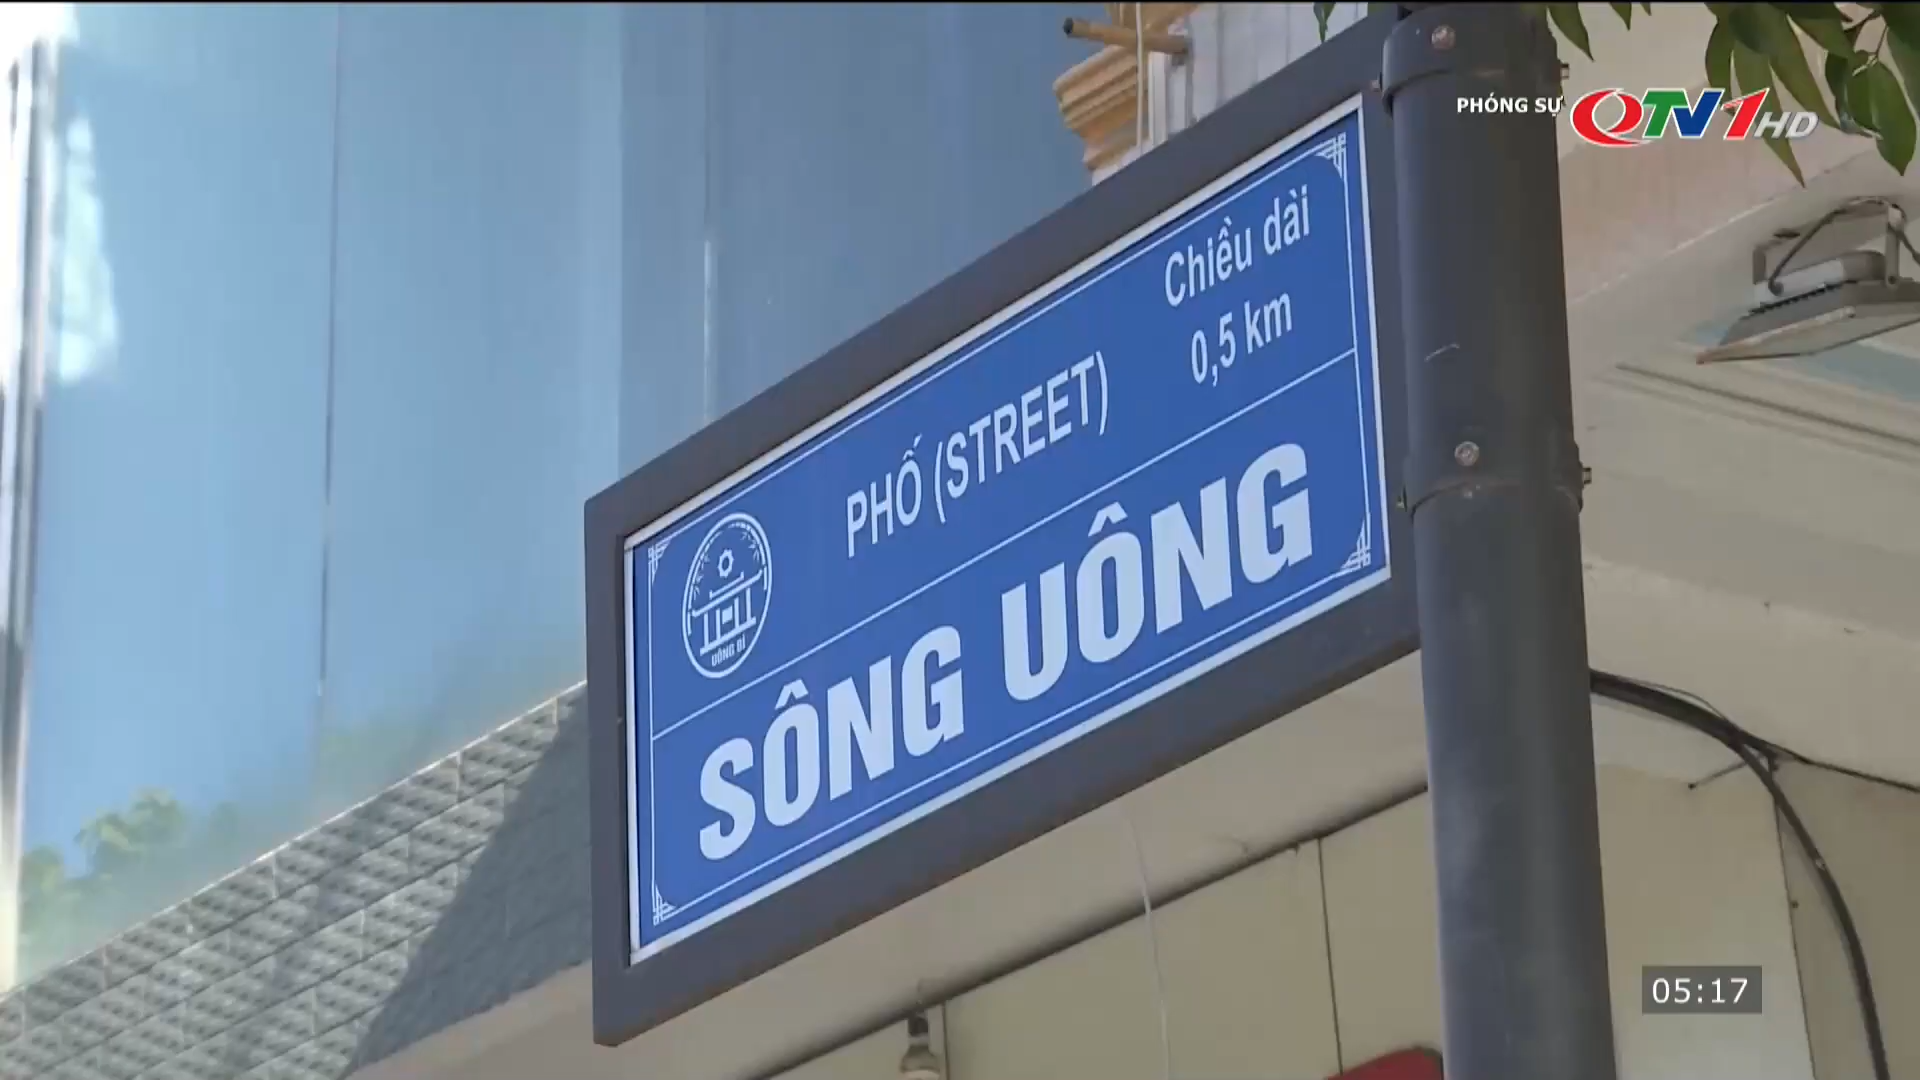 PHÓNG SỰ QTV1HD
Chiều dài
0,5 km
PHỐ (STREET)
UÔNG BÍ
SÔNG UÔNG
05:17